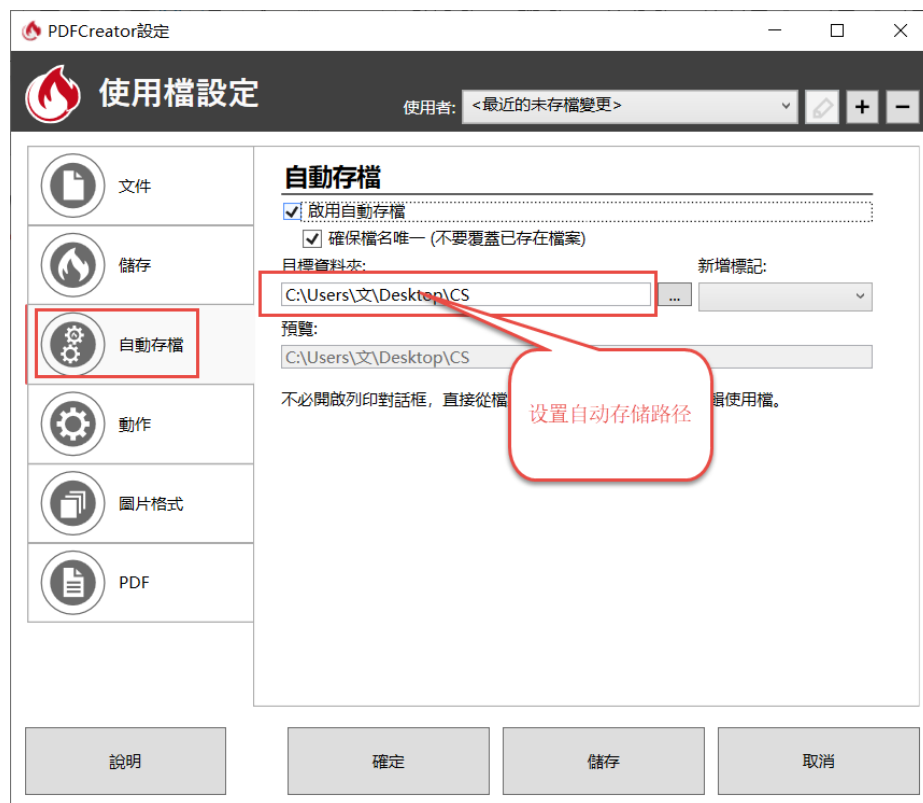 PDFCreator設定
使用檔設定
使用者: <最近的未存檔變更>
文件
儲存
自動存檔
動作
圖片格式
PDF
自動存檔
啟用自動存檔
確保檔名唯一 (不要覆蓋已存在檔案)
目標資料夾: 新增標記:
C:\Users\文\Desktop\CS ...
預覽:
C:\Users\文\Desktop\CS
不必開啟列印對話框，直接從檔 輯使用檔。
设置自动存储路径
說明 確定 儲存 取消